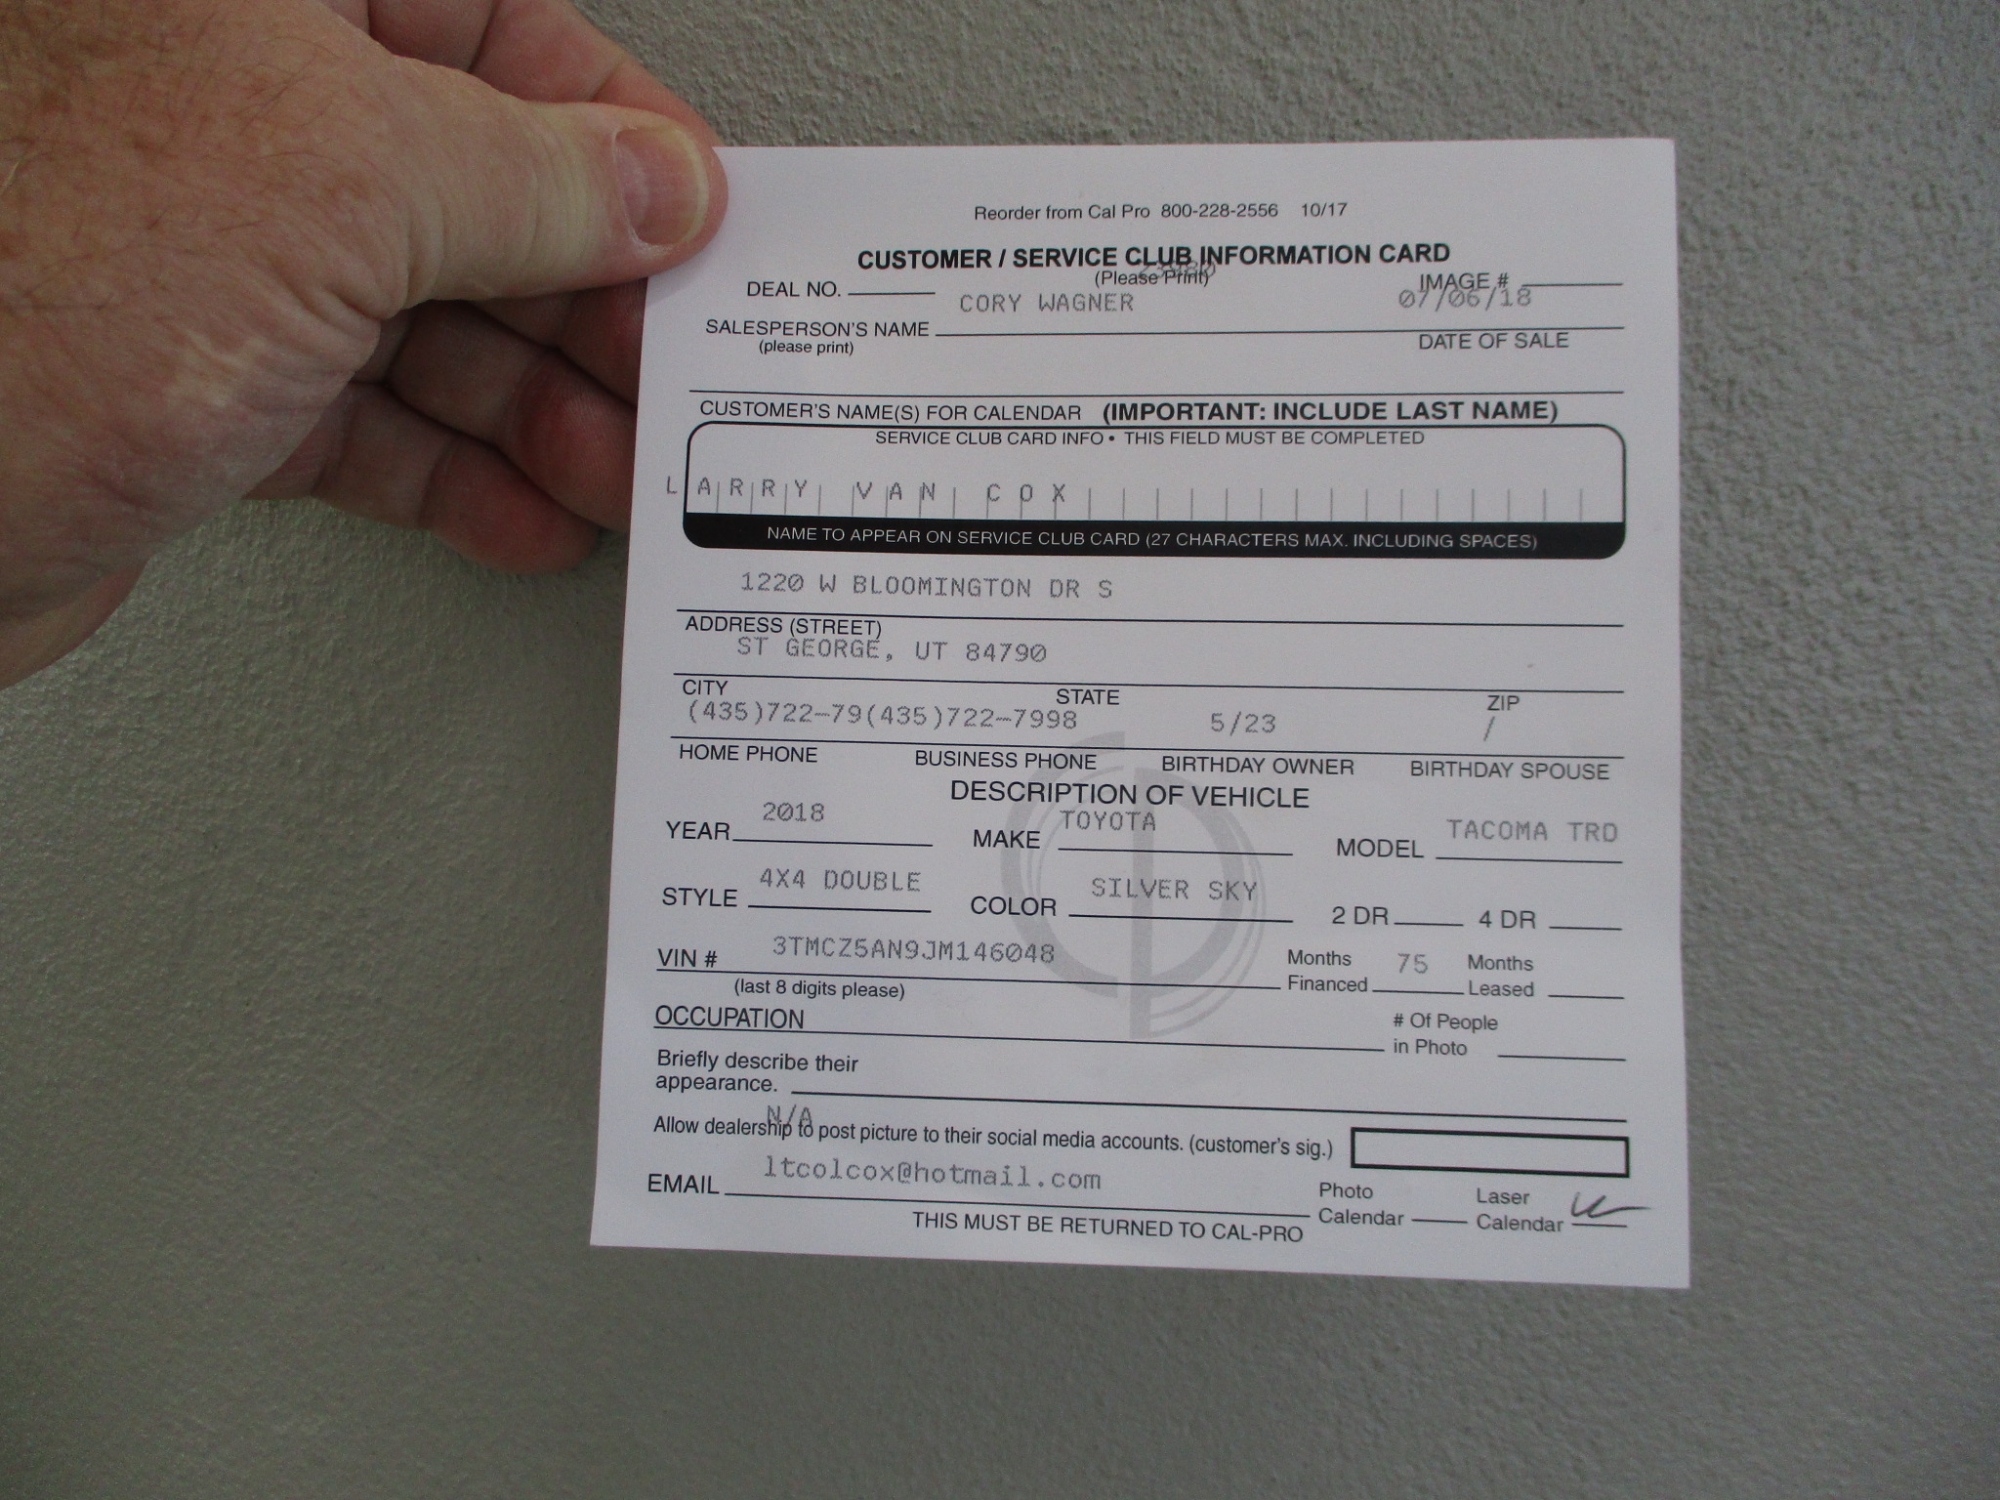 Reorder from Cal Pro 800-228-2556 10/17
CUSTOMER / SERVICE CLUB INFORMATION CARD
(Please Print)
DEAL NO. IMAGE #
CORY WAGNER 07/06/18
SALESPERSON'S NAME
(please print) DATE OF SALE
CUSTOMER'S NAME(S) FOR CALENDAR (IMPORTANT: INCLUDE LAST NAME)
SERVICE CLUB CARD INFO • THIS FIELD MUST BE COMPLETED
LARRY VAN COX
NAME TO APPEAR ON SERVICE CLUB CARD (27 CHARACTERS MAX. INCLUDING SPACES)
1220 W BLOOMINGTON DR S
ADDRESS (STREET)
ST GEORGE, UT 84790
CITY STATE ZIP
(435)722-79(435)722-7998 5/23 /
HOME PHONE BUSINESS PHONE BIRTHDAY OWNER BIRTHDAY SPOUSE
DESCRIPTION OF VEHICLE
YEAR 2018 MAKE TOYOTA MODEL TACOMA TRD
STYLE 4X4 DOUBLE COLOR SILVER SKY 2 DR 4 DR
VIN # 3TMCZ5AN9JM146048 Months Financed 75 Months Leased
(last 8 digits please)
OCCUPATION # Of People in Photo
Briefly describe their
appearance.
N/A
Allow dealership to post picture to their social media accounts. (customer's sig.)
EMAIL ltcolcox@hotmail.com Photo Calendar Laser Calendar
THIS MUST BE RETURNED TO CAL-PRO